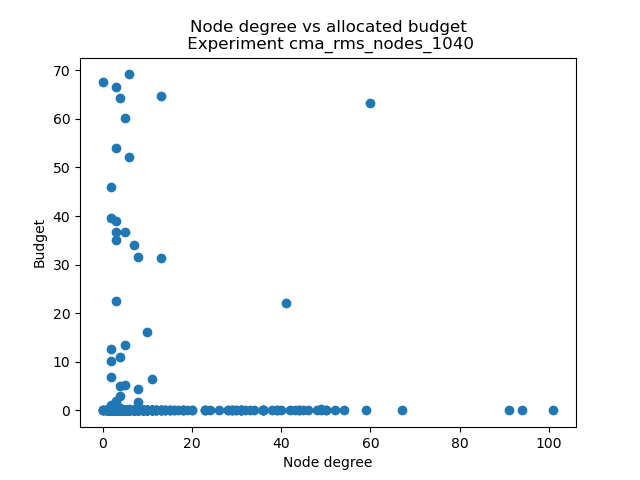 Node degree vs allocated budget
Experiment cma_rms_nodes_1040
70
60
50
40
30
20
10
0
Budget
0 20 40 60 80 100
Node degree